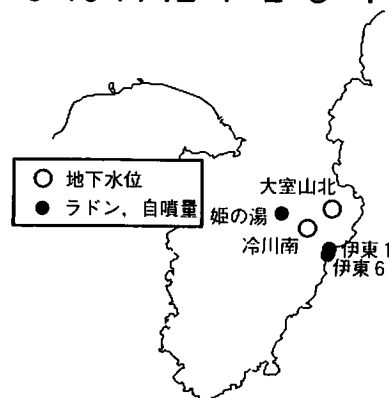 ○ 地下水位
● ラドン，自噴量
大室山北
姫の湯
冷川南
伊東1
伊東6